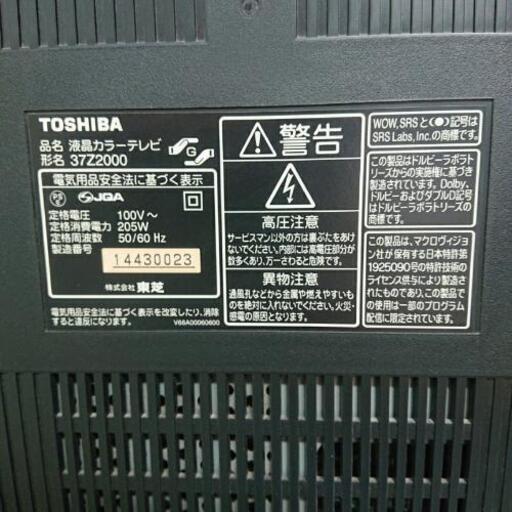 TOSHIBA
品名 液晶カラーテレビ
形名 37Z2000
G
電気用品安全法に基づく表示
PS
E
JQA
定格電圧 100V～
定格消費電力 205W
定格周波数 50/60 Hz
製造番号
14430023
株式会社 東芝
電気用品安全法に基づく表示を改変したり、消除
すると違反になります。
V66A00060600
警告
高圧注意
サービスマン以外の方は裏ぶたをあけ
ないでください。内部には高電圧部分が
数多くあり、万一さわると危険です。
異物注意
通風孔などから金属や燃えやすいもの
を絶対に入れないでください。火災・
感電の原因となります。
WOW,SRSと(●)記号は
SRS Labs,Inc.の商標です。
この製品はドルビーラボラト
リーズからの実施権に基づき
製造されています。Dolby、
ドルビーおよびダブルD記号は
ドルビーラボラトリーズの商標
です。
この製品は、マクロヴィジョン
社が保有する日本特許第
1925090号の特許技術の
ライセンス供与により製造さ
れたものであり、この製品で
の使用は一部のプログラム
配信に限定されています。